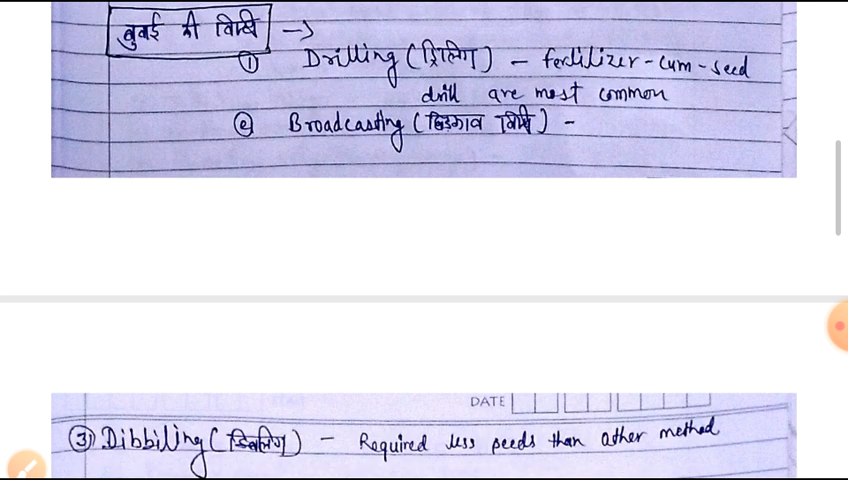 बुवाई की विधि →
① Drilling (ड्रिलिंग) - fertilizer-cum-seed
drill are most common
② Broadcasting (छिड़काव विधि) -
DATE
③ Dibbiling (डिबलिंग) - Required less seeds than other method